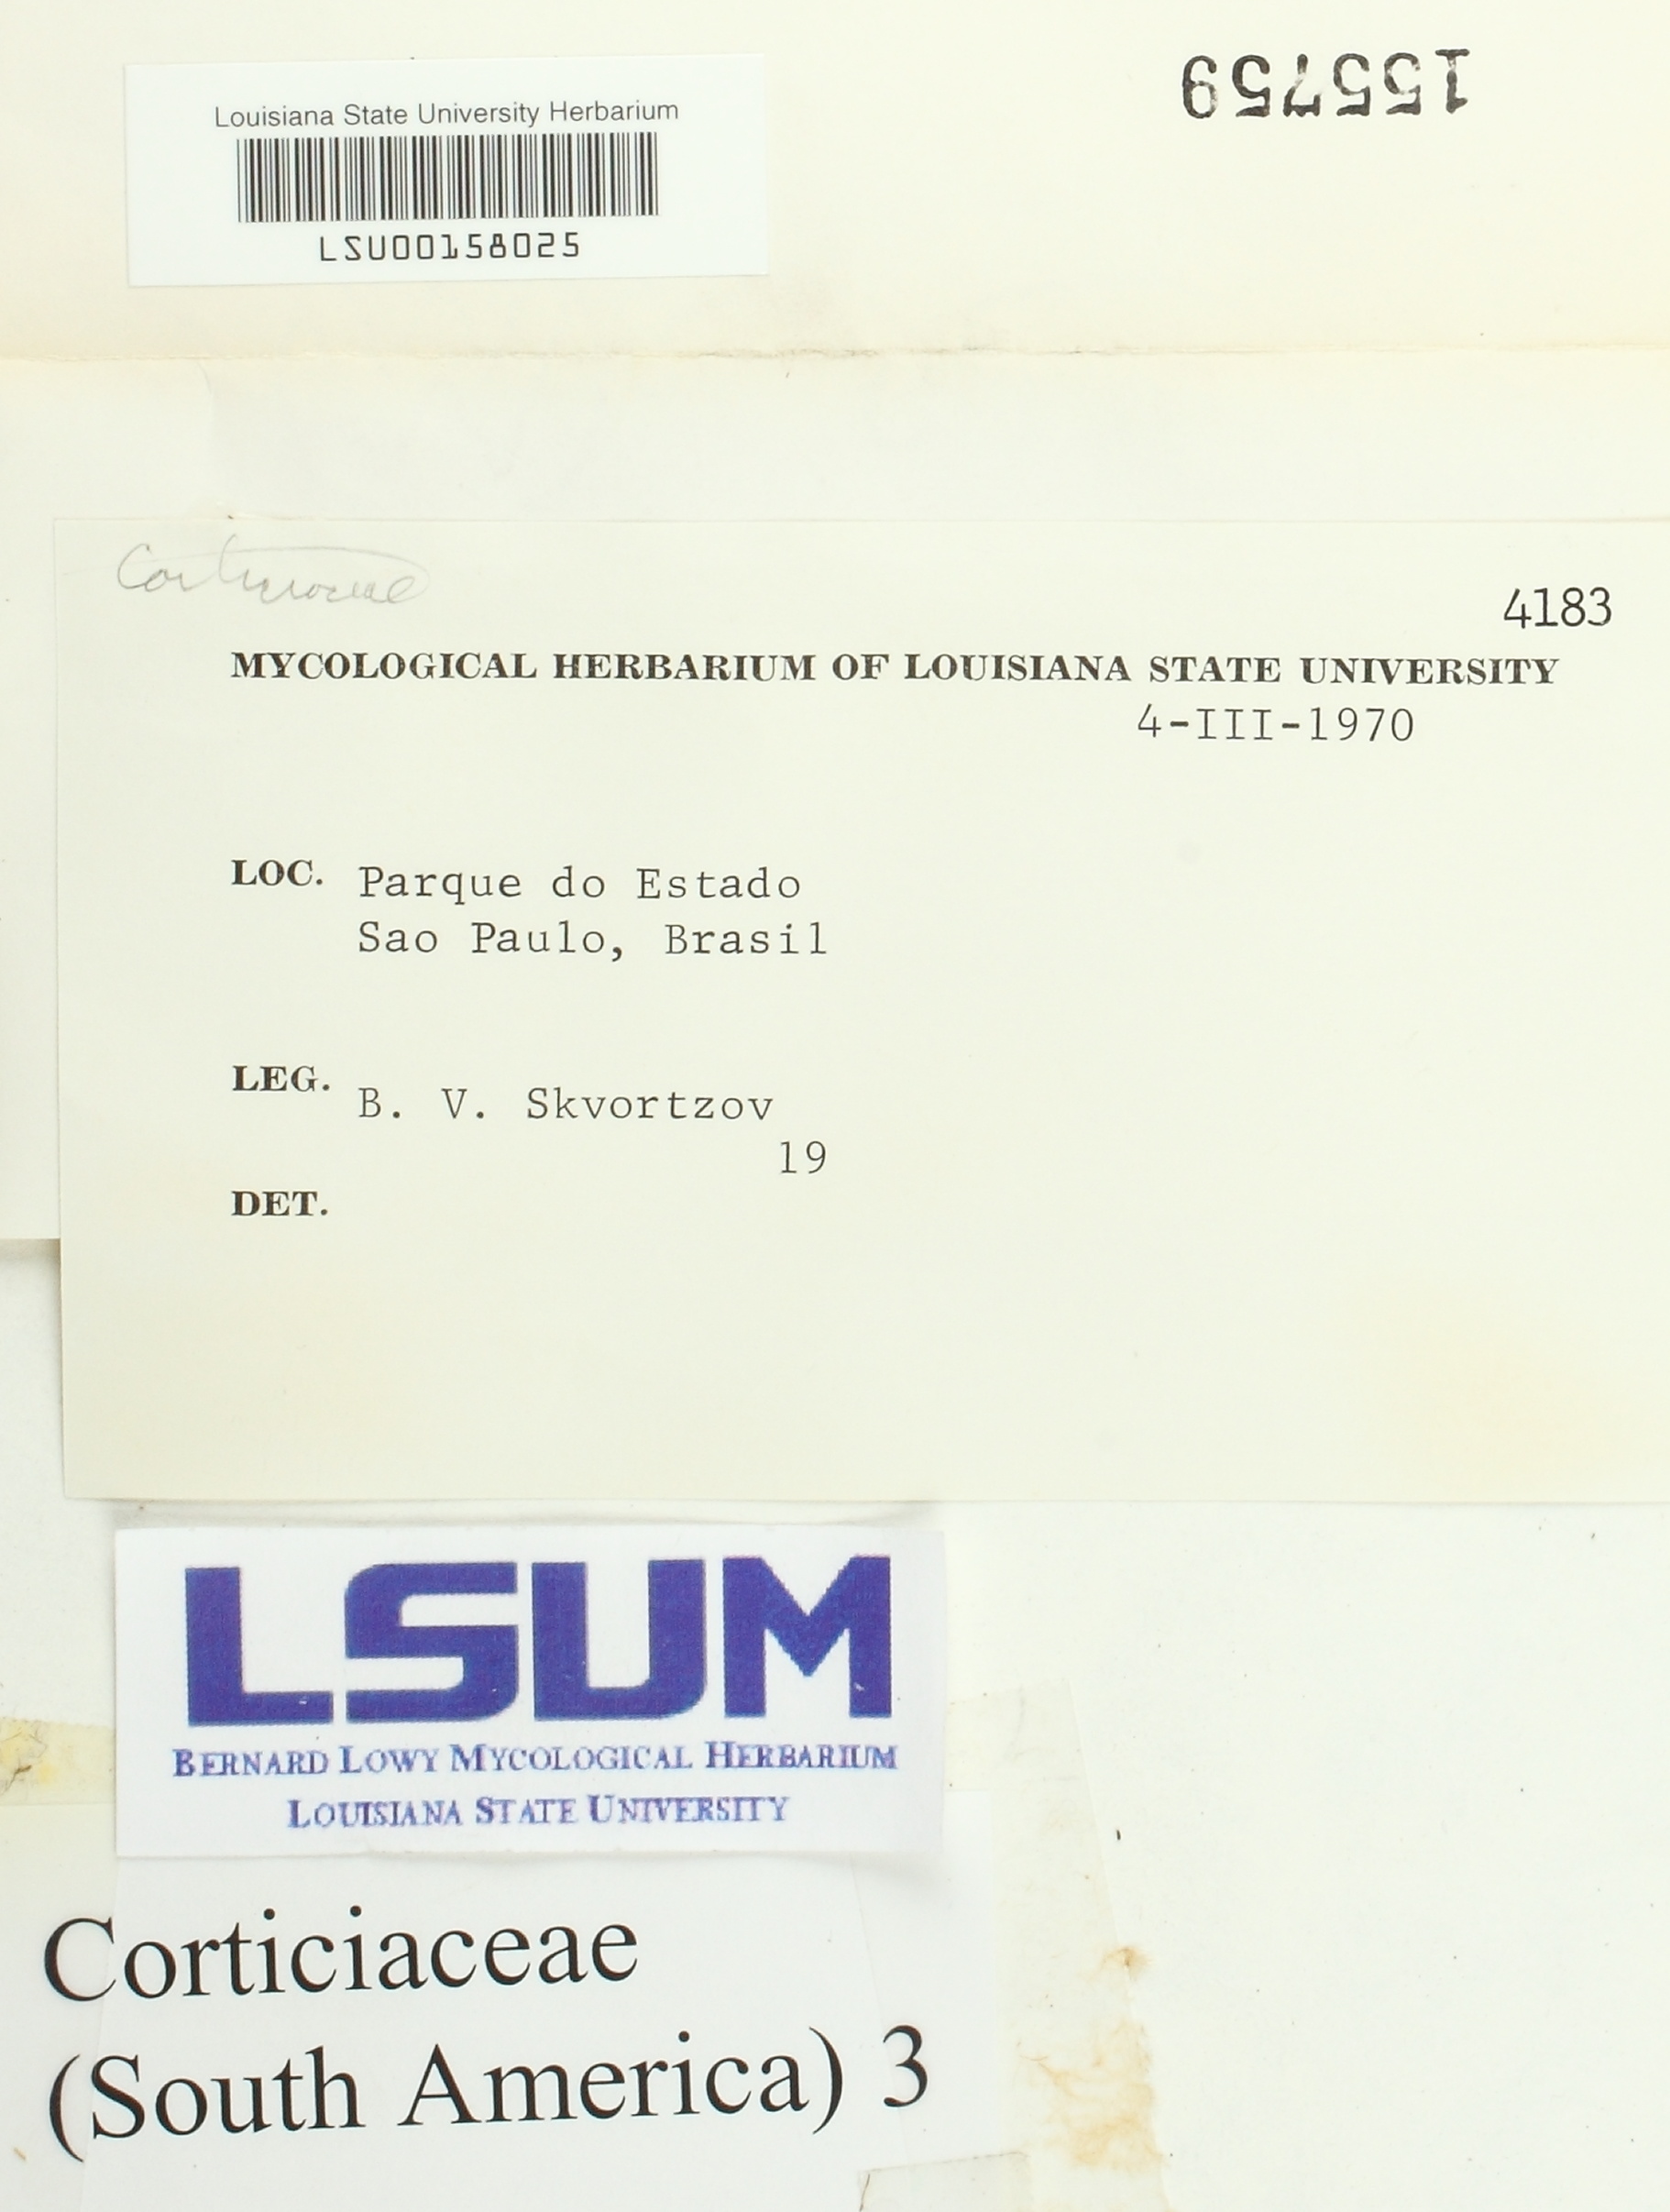 Louisiana State University Herbarium
LSU00158025
155759
Corticiaceae
4183
MYCOLOGICAL HERBARIUM OF LOUISIANA STATE UNIVERSITY
4-III-1970
LOC. Parque do Estado
Sao Paulo, Brasil
LEG. B. V. Skvortzov
19
DET.
LSUM
BERNARD LOWY MYCOLOGICAL HERBARIUM
LOUISIANA STATE UNIVERSITY
Corticiaceae
(South America) 3